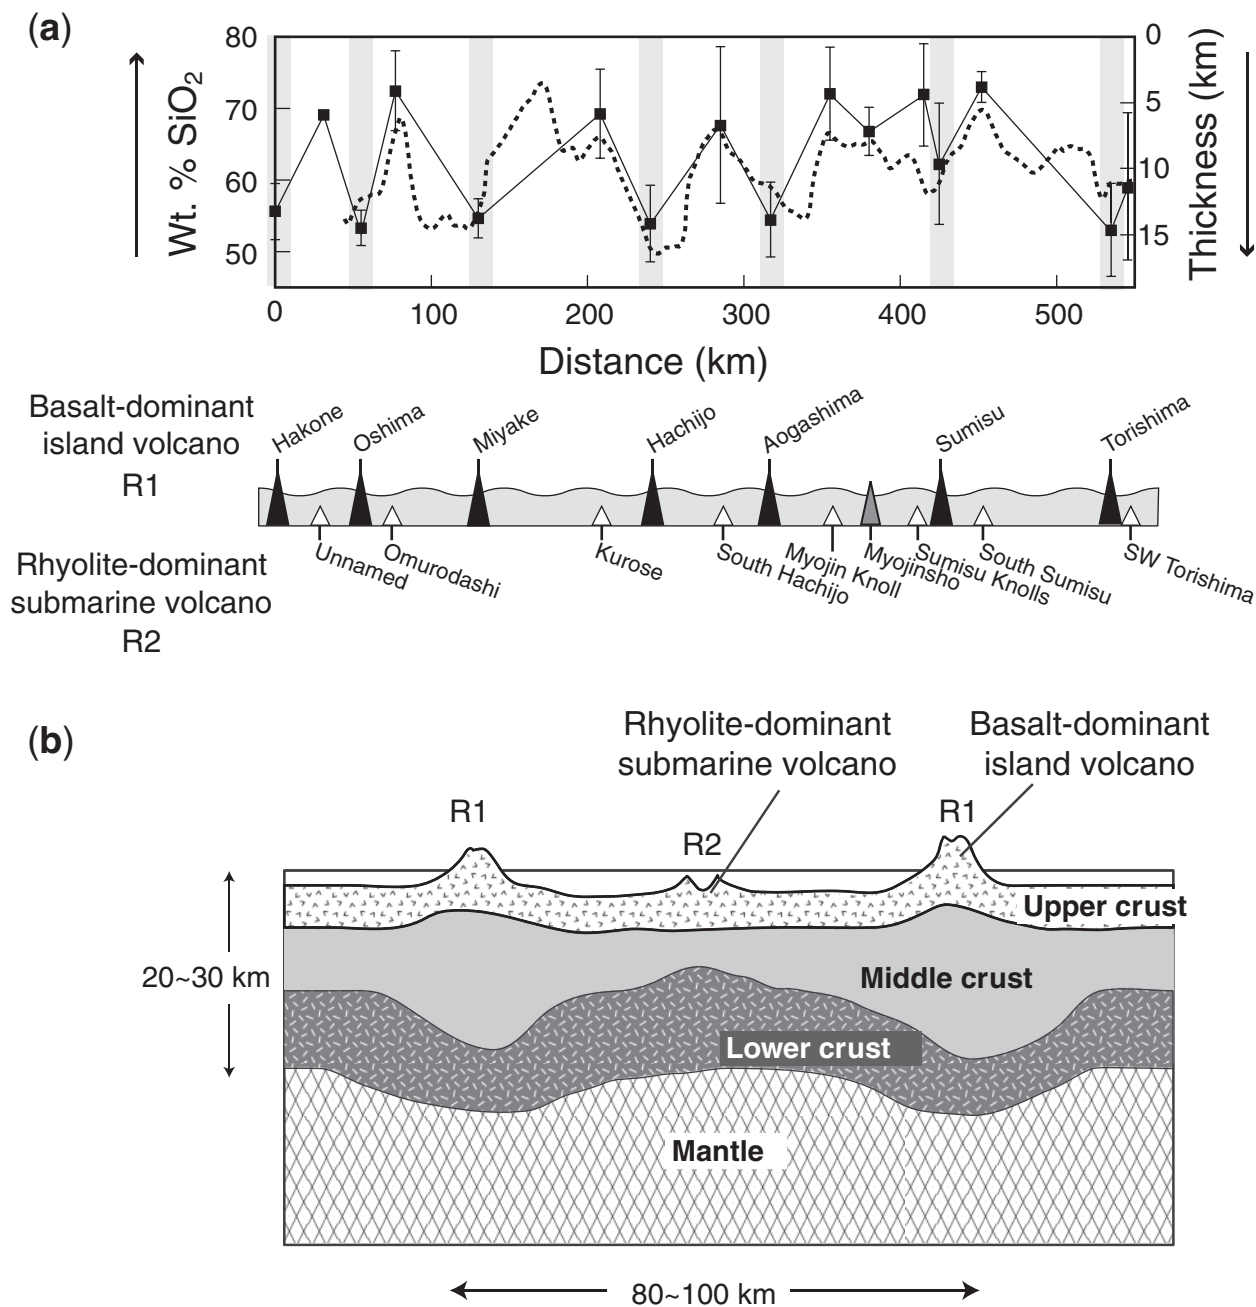 (a)
80
70
60
50
Wt. % SiO2
0
5
10
15
Thickness (km)
0
100
200
300
400
500
Distance (km)
Basalt-dominant
island volcano
R1
Hakone
Oshima
Miyake
Hachijo
Aogashima
Sumisu
Torishima
Rhyolite-dominant
submarine volcano
R2
Unnamed
Omurodashi
Kurose
South Hachijo
Myojin Knoll
Myojinsho
Sumisu Knolls
South Sumisu
SW Torishima
(b)
Rhyolite-dominant
submarine volcano
Basalt-dominant
island volcano
R1
R2
R1
Upper crust
Middle crust
Lower crust
Mantle
20~30 km
80~100 km